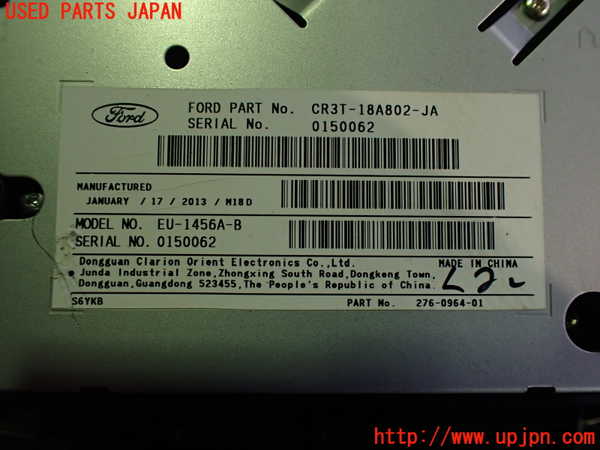 USED PARTS JAPAN
Ford
FORD PART No. CR3T-18A802-JA
SERIAL No. 0150062
MANUFACTURED
JANUARY / 17 / 2013 / M18D
MODEL NO. EU-1456A-B
SERIAL NO. 0150062
Dongguan Clarion Orient Electronics Co.,Ltd.
Junda Industrial Zone,Zhongxing South Road,Dongkeng Town,
Dongguan,Guangdong 523455,The People's Republic of China.
MADE IN CHINA
S6YKB
PART No. 276-0964-01
UPJ
http://www.upjpn.com/